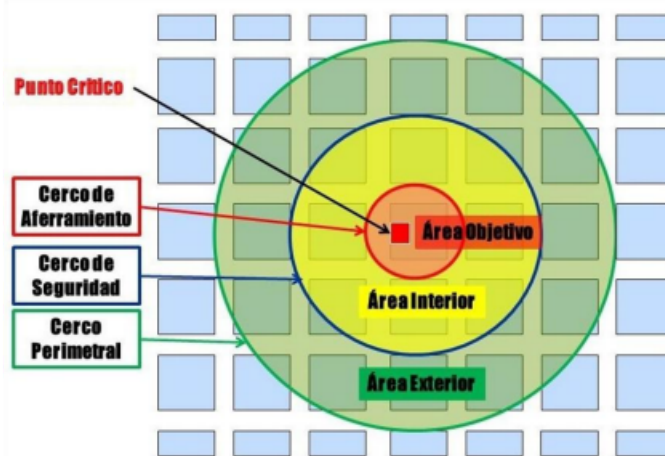 Punto Critico
Cerco de
Aferramiento
Área Objetivo
Cerco de
Seguridad
Área Interior
Cerco
Perimetral
Área Exterior